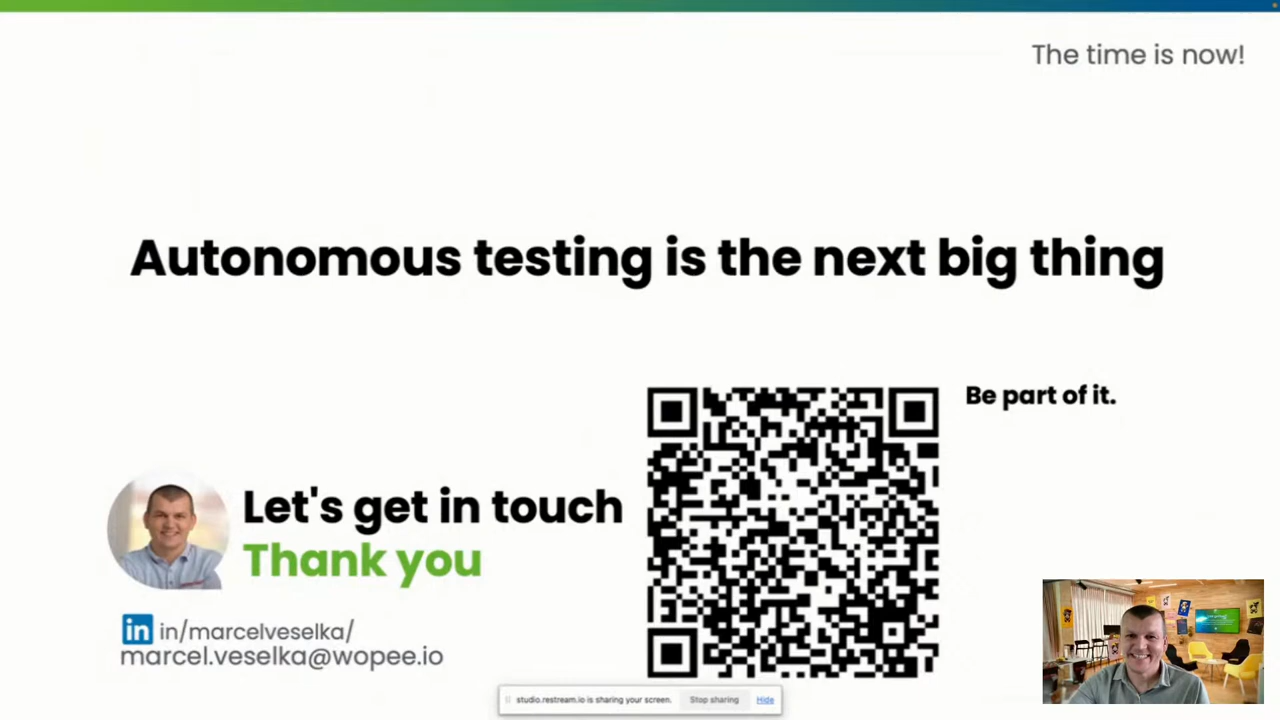 The time is now!
Autonomous testing is the next big thing
Be part of it.
Let's get in touch
Thank you
in in/marcelveselka/
marcel.veselka@wopee.io
studio.restream.io is sharing your screen. Stop sharing Hide